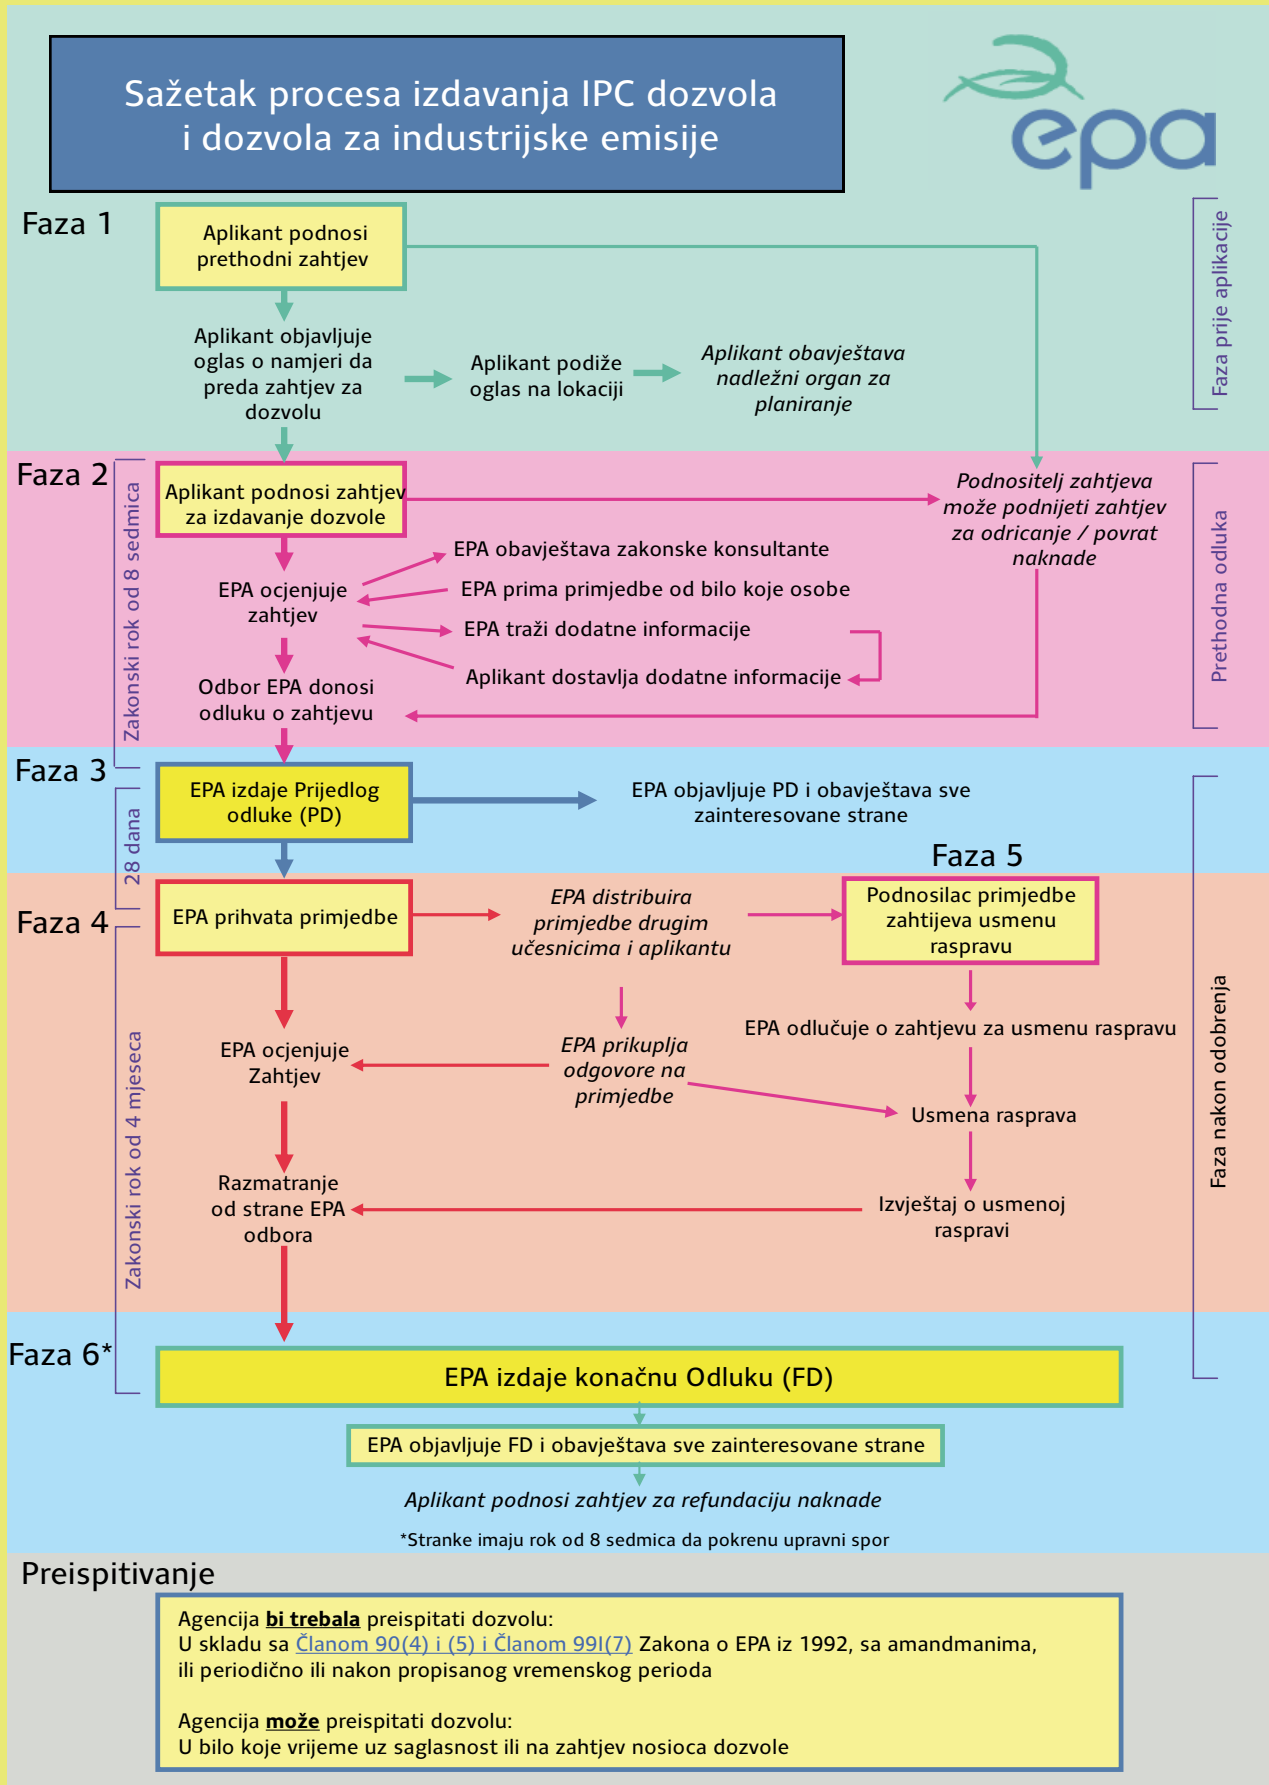 Sažetak procesa izdavanja IPC dozvola
i dozvola za industrijske emisije
epa
Faza 1
Aplikant podnosi
prethodni zahtjev
Faza prije aplikacije
Aplikant objavljuje
oglas o namjeri da
preda zahtjev za
dozvolu
Aplikant podiže
oglas na lokaciji
Aplikant obavještava
nadležni organ za
planiranje
Faza 2
Zakonski rok od 8 sedmica
Aplikant podnosi zahtjev
za izdavanje dozvole
Podnositelj zahtjeva
može podnijeti zahtjev
za odricanje / povrat
naknade
Prethodna odluka
EPA ocjenjuje
zahtjev
EPA obavještava zakonske konsultante
EPA prima primjedbe od bilo koje osobe
EPA traži dodatne informacije
Aplikant dostavlja dodatne informacije
Odbor EPA donosi
odluku o zahtjevu
Faza 3
28 dana
EPA izdaje Prijedlog
odluke (PD)
EPA objavljuje PD i obavještava sve
zainteresovane strane
Faza nakon odobrenja
Faza 4
Zakonski rok od 4 mjeseca
EPA prihvata primjedbe
EPA distribuira
primjedbe drugim
učesnicima i aplikantu
Faza 5
Podnosilac primjedbe
zahtijeva usmenu
raspravu
EPA ocjenjuje
Zahtjev
EPA prikuplja
odgovore na
primjedbe
EPA odlučuje o zahtjevu za usmenu raspravu
Usmena rasprava
Razmatranje
od strane EPA
odbora
Izvještaj o usmenoj
raspravi
Faza 6*
EPA izdaje konačnu Odluku (FD)
EPA objavljuje FD i obavještava sve zainteresovane strane
Aplikant podnosi zahtjev za refundaciju naknade
*Stranke imaju rok od 8 sedmica da pokrenu upravni spor
Preispitivanje
Agencija bi trebala preispitati dozvolu:
U skladu sa Članom 90(4) i (5) i Članom 99I(7) Zakona o EPA iz 1992, sa amandmanima,
ili periodično ili nakon propisanog vremenskog perioda
Agencija može preispitati dozvolu:
U bilo koje vrijeme uz saglasnost ili na zahtjev nosioca dozvole